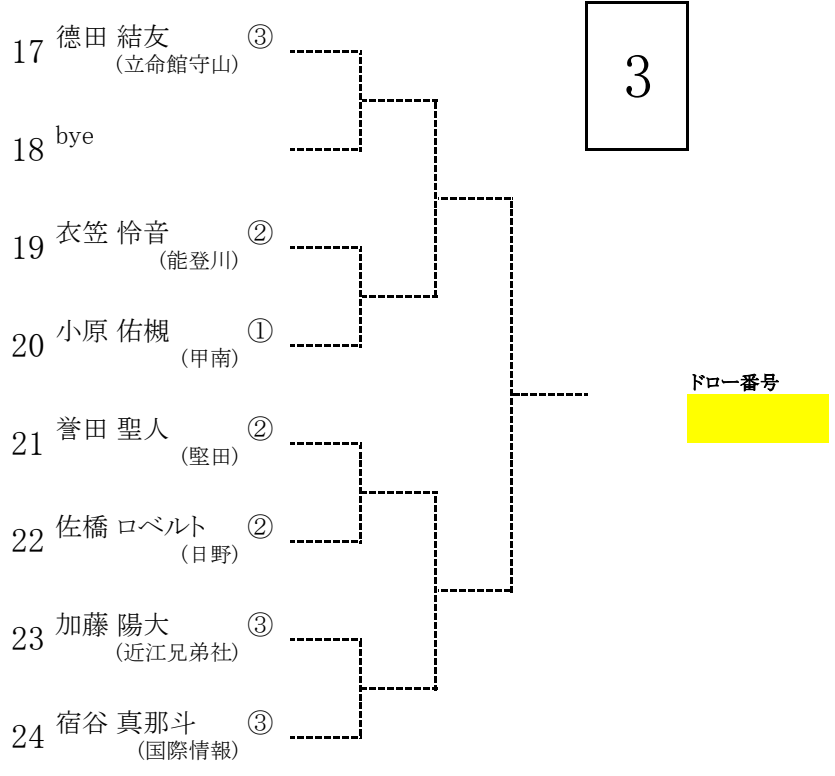 3
17 德田 結友 ③
(立命館守山)
18 bye
19 衣笠 怜音 ②
(能登川)
20 小原 佑槻 ①
(甲南)
ドロー番号
21 誉田 聖人 ②
(堅田)
22 佐橋 ロベルト ②
(日野)
23 加藤 陽大 ③
(近江兄弟社)
24 宿谷 真那斗 ③
(国際情報)